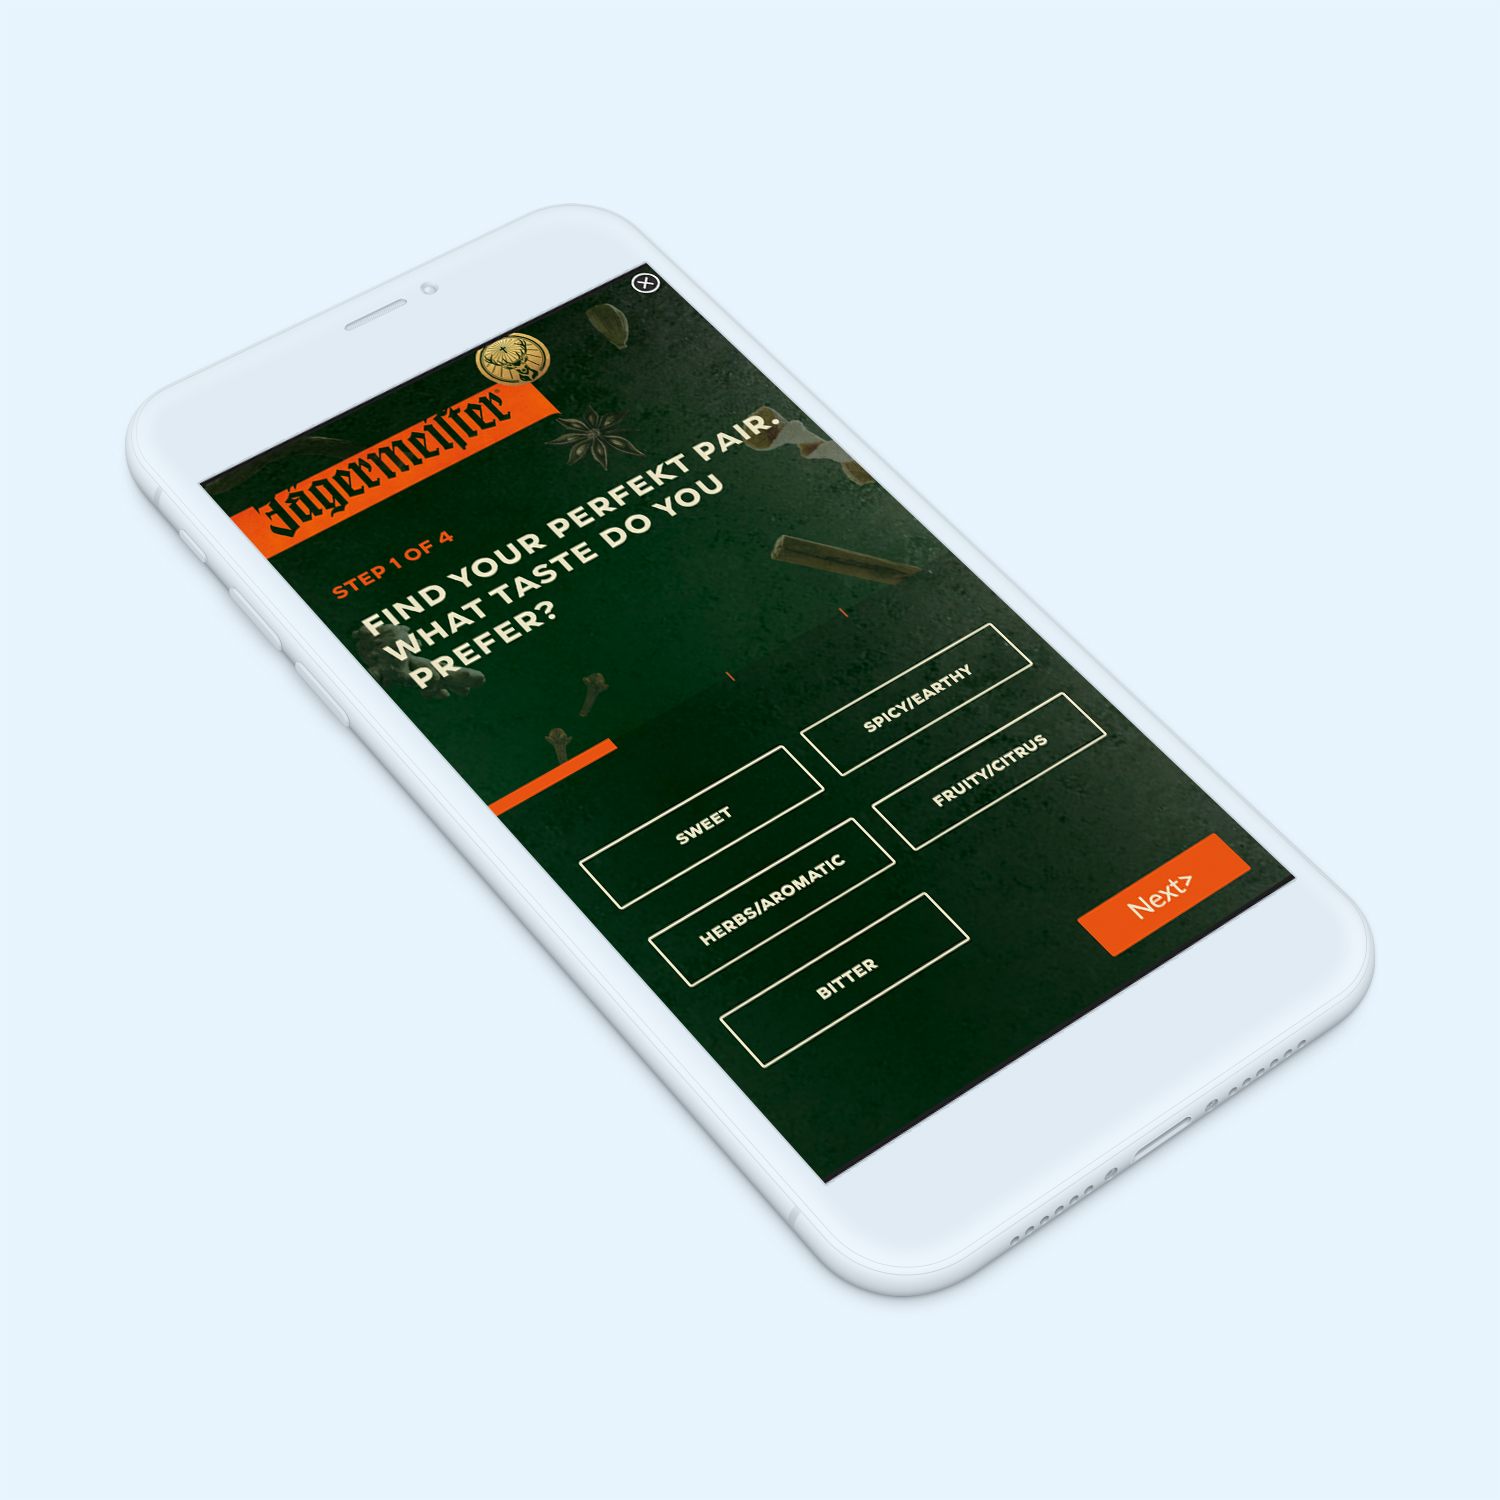 Jägermeister
STEP 1 OF 4
FIND YOUR PERFEKT PAIR.
WHAT TASTE DO YOU
PREFER?
SWEET
SPICY/EARTHY
HERBS/AROMATIC
FRUITY/CITRUS
BITTER
Next>